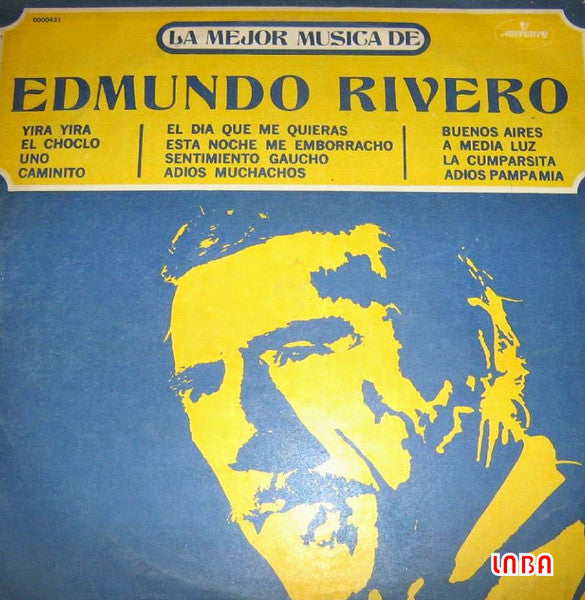 0000431
LA MEJOR MUSICA DE
mercury
EDMUNDO RIVERO
YIRA YIRA
EL CHOCLO
UNO
CAMINITO
EL DIA QUE ME QUIERAS
ESTA NOCHE ME EMBORRACHO
SENTIMIENTO GAUCHO
ADIOS MUCHACHOS
BUENOS AIRES
A MEDIA LUZ
LA CUMPARSITA
ADIOS PAMPA MIA
LABA